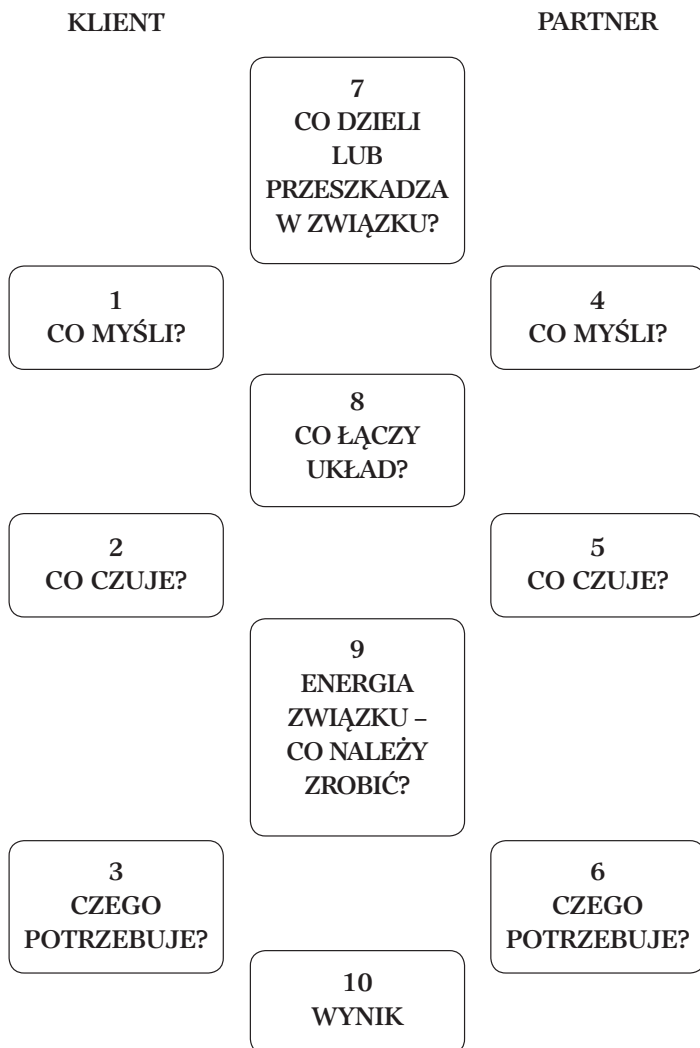 KLIENT
PARTNER
7
CO DZIELI
LUB
PRZESZKADZA
W ZWIĄZKU?
1
CO MYŚLI?
4
CO MYŚLI?
8
CO ŁĄCZY
UKŁAD?
2
CO CZUJE?
5
CO CZUJE?
9
ENERGIA
ZWIĄZKU –
CO NALEŻY
ZROBIĆ?
3
CZEGO
POTRZEBUJE?
6
CZEGO
POTRZEBUJE?
10
WYNIK